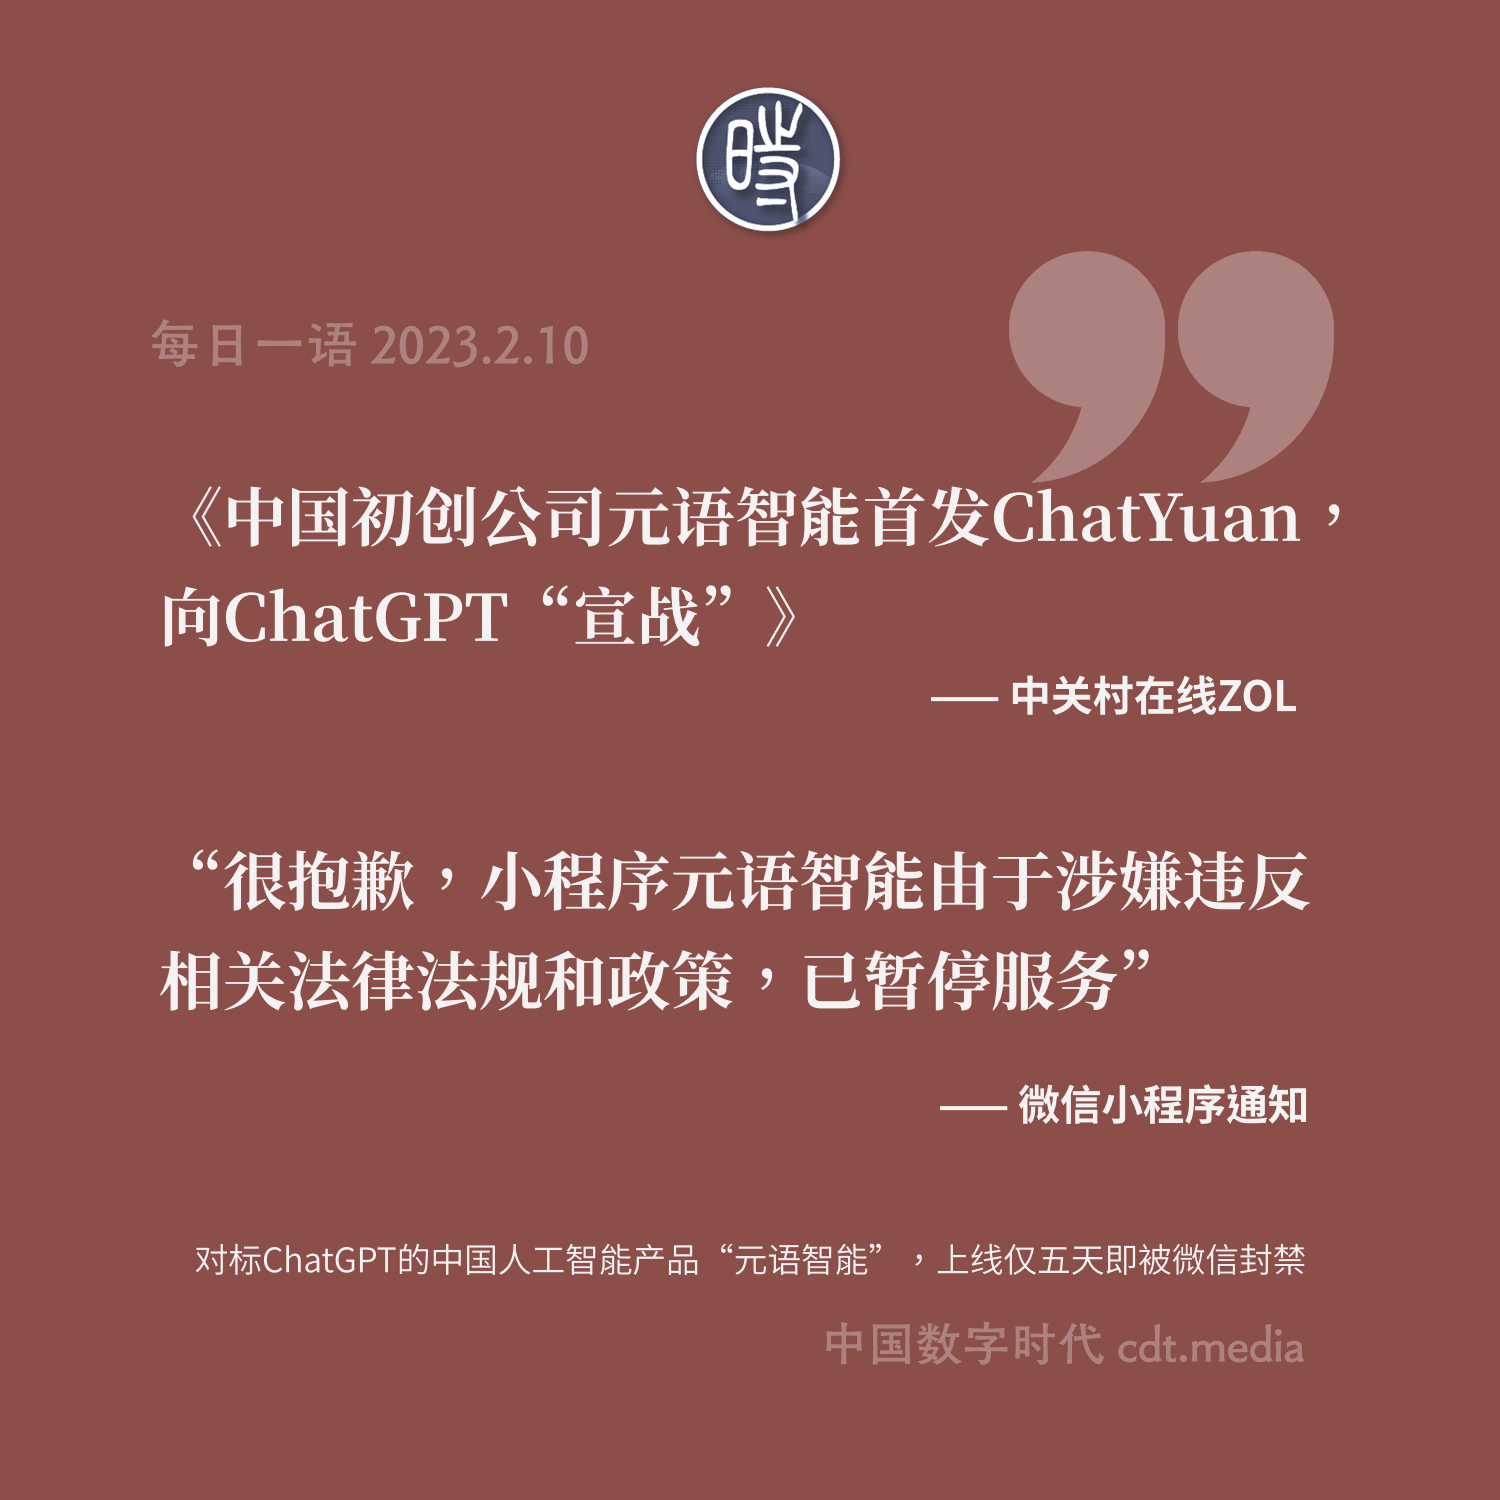 時
每日一语 2023.2.10
《中国初创公司元语智能首发ChatYuan，
向ChatGPT“宣战”》
—— 中关村在线ZOL
“很抱歉，小程序元语智能由于涉嫌违反
相关法律法规和政策，已暂停服务”
—— 微信小程序通知
对标ChatGPT的中国人工智能产品“元语智能”，上线仅五天即被微信封禁
中国数字时代 cdt.media